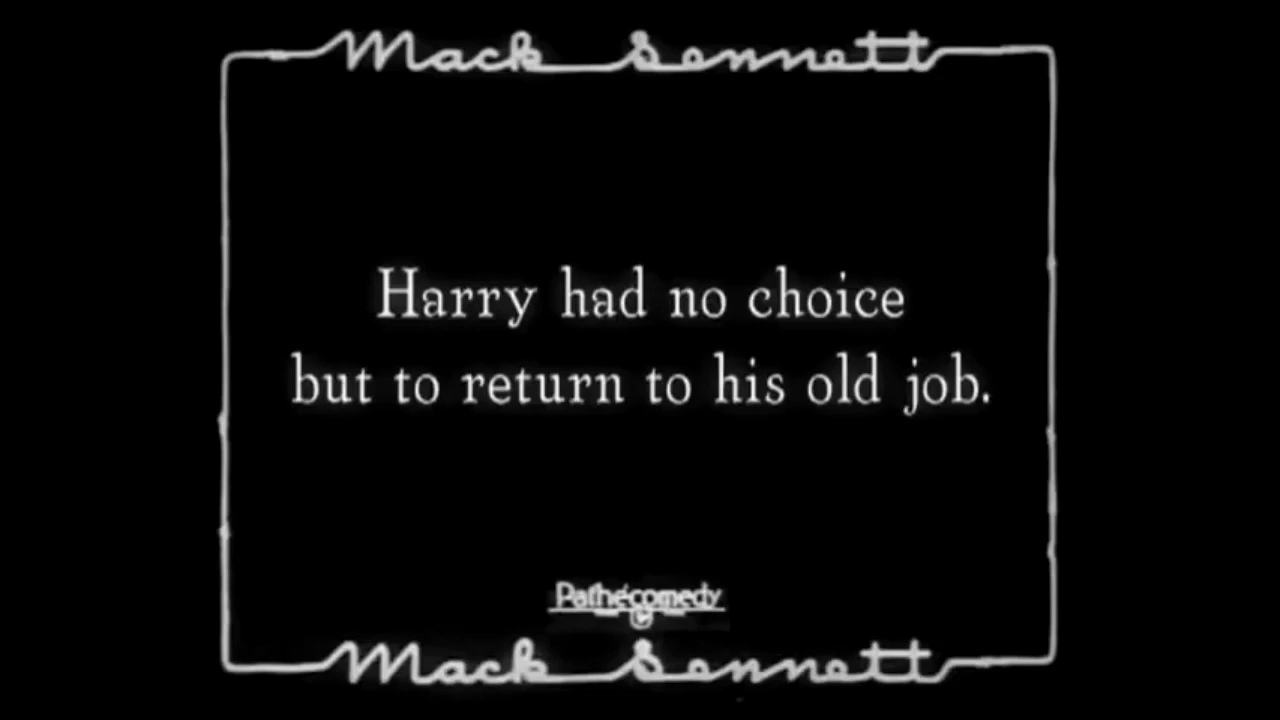 Mack Sennett
Harry had no choice
but to return to his old job.
Pathécomedy
Mack Sennett